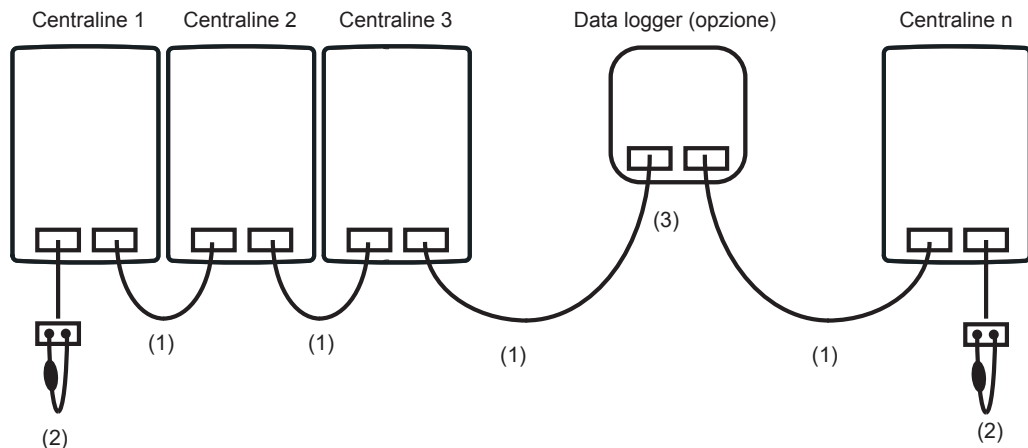 Centraline 1
Centraline 2
Centraline 3
Data logger (opzione)
Centraline n
(3)
(1)
(1)
(1)
(1)
(2)
(2)